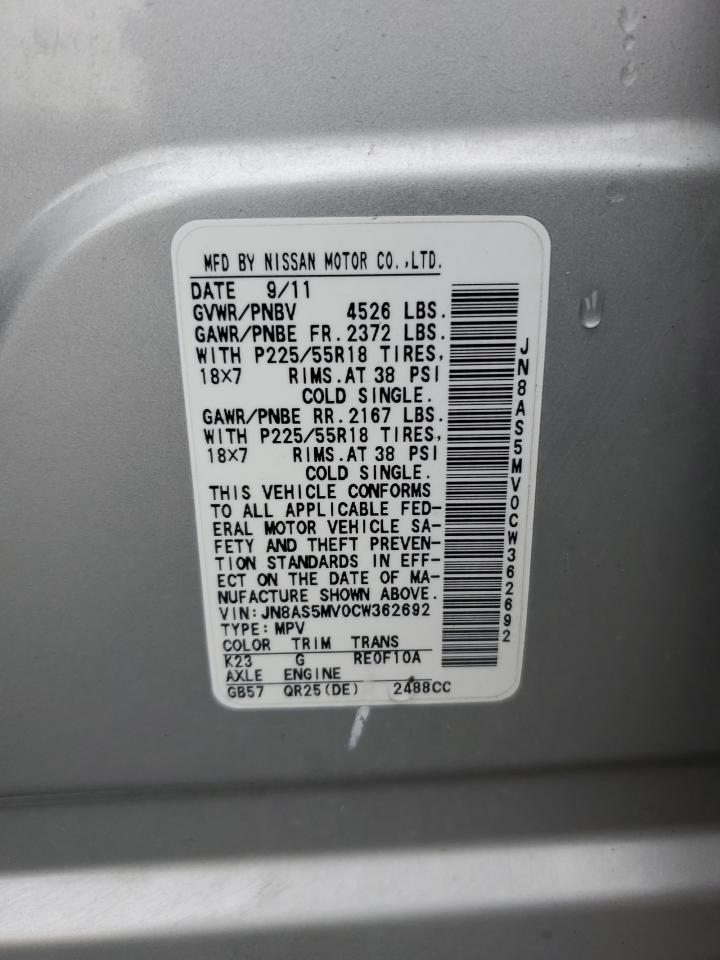 MFD BY NISSAN MOTOR CO.,LTD.
DATE 9/11
GVWR/PNBV 4526 LBS.
GAWR/PNBE FR.2372 LBS.
WITH P225/55R18 TIRES,
18×7 RIMS.AT 38 PSI
COLD SINGLE.
GAWR/PNBE RR.2167 LBS.
WITH P225/55R18 TIRES,
18×7 RIMS.AT 38 PSI
COLD SINGLE.
THIS VEHICLE CONFORMS
TO ALL APPLICABLE FED-
ERAL MOTOR VEHICLE SA-
FETY AND THEFT PREVEN-
TION STANDARDS IN EFF-
ECT ON THE DATE OF MA-
NUFACTURE SHOWN ABOVE.
VIN:JN8AS5MV0CW362692
TYPE:MPV
COLOR TRIM TRANS
K23 G RE0F10A
AXLE ENGINE
GB57 QR25(DE) 2488CC
JN8AS5MV0CW362692